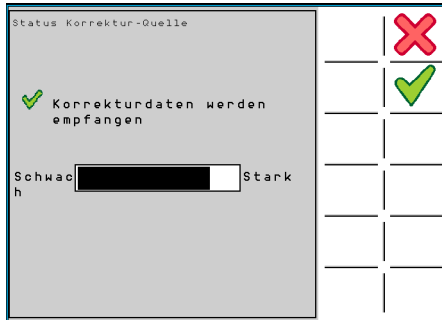 Status Korrektur-Quelle
Korrekturdaten werden
empfangen
Schwac Stark
h